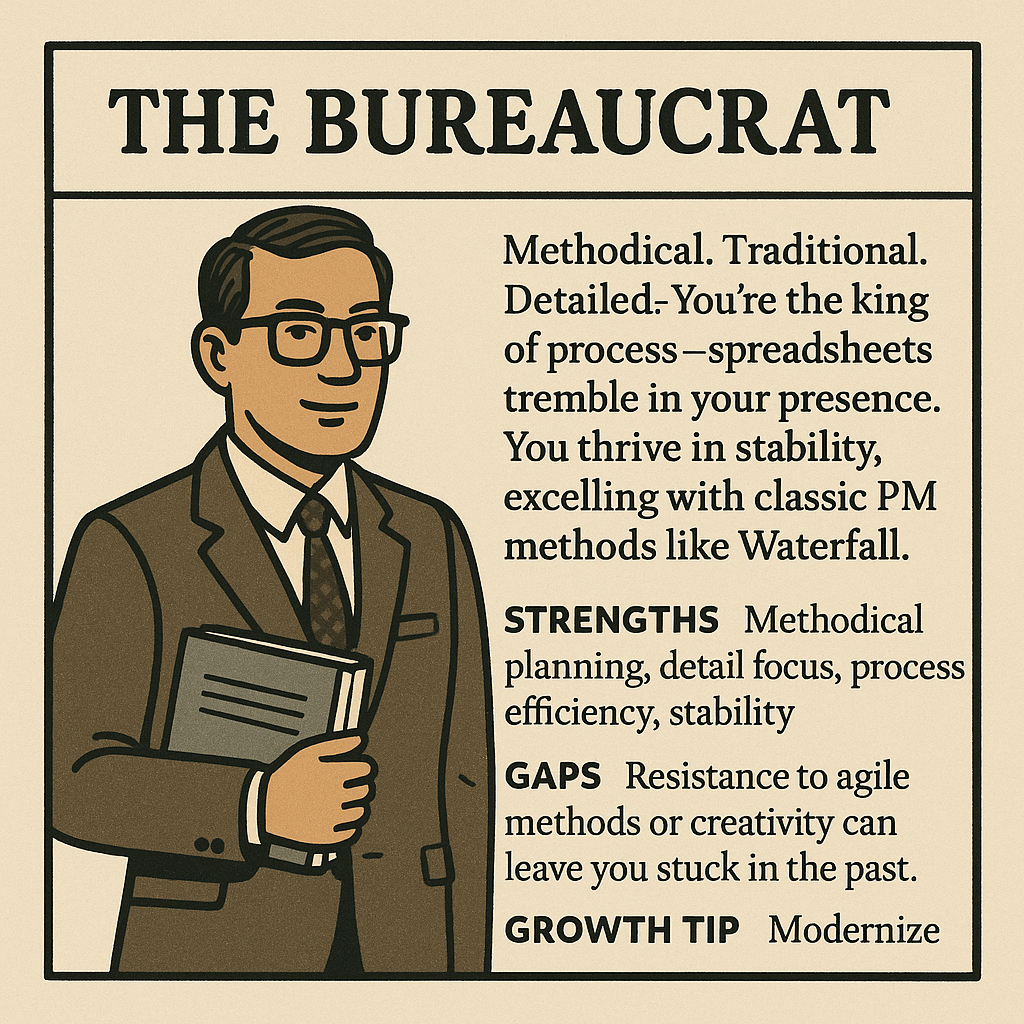 THE BUREAUCRAT
Methodical. Traditional.
Detailed.-You’re the king
of process–spreadsheets
tremble in your presence.
You thrive in stability,
excelling with classic PM
methods like Waterfall.
STRENGTHS Methodical
planning, detail focus, process
efficiency, stability
GAPS Resistance to agile
methods or creativity can
leave you stuck in the past.
GROWTH TIP Modernize